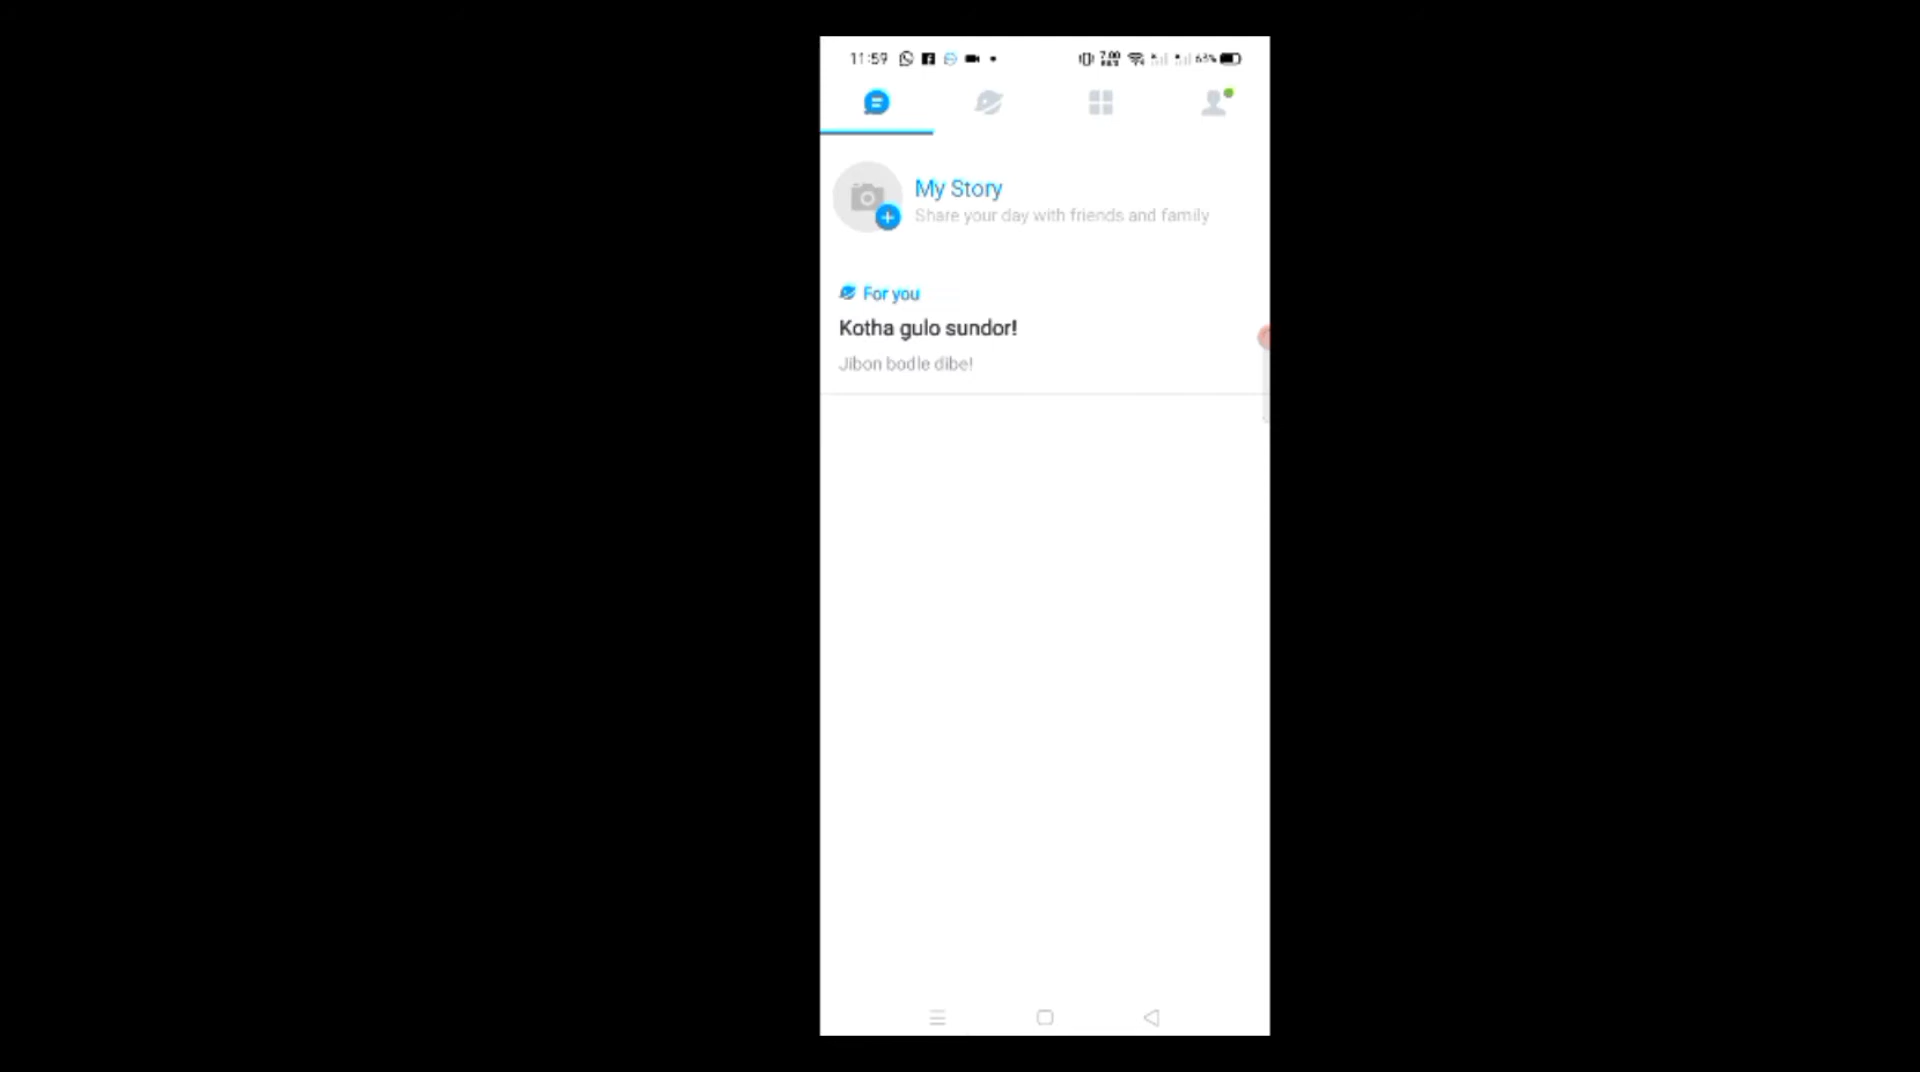 11:59 63%
My Story
Share your day with friends and family
For you
Kotha gulo sundor!
Jibon bodle dibe!